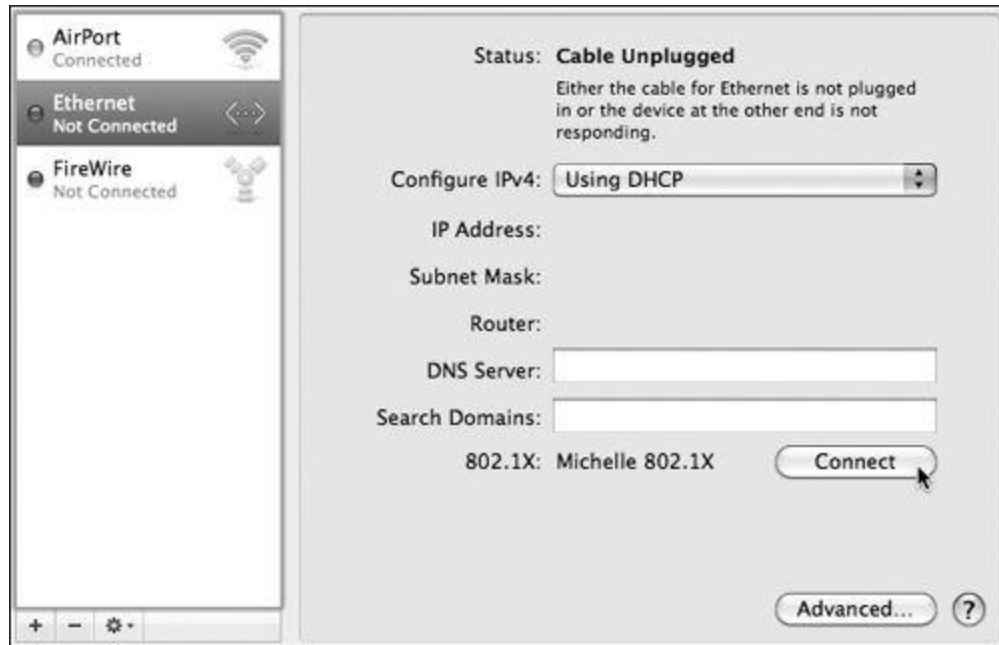 AirPort
Connected
Ethernet
Not Connected
FireWire
Not Connected
Status: Cable Unplugged
Either the cable for Ethernet is not plugged
in or the device at the other end is not
responding.
Configure IPv4: Using DHCP
IP Address:
Subnet Mask:
Router:
DNS Server:
Search Domains:
802.1X: Michelle 802.1X Connect
Advanced... ?